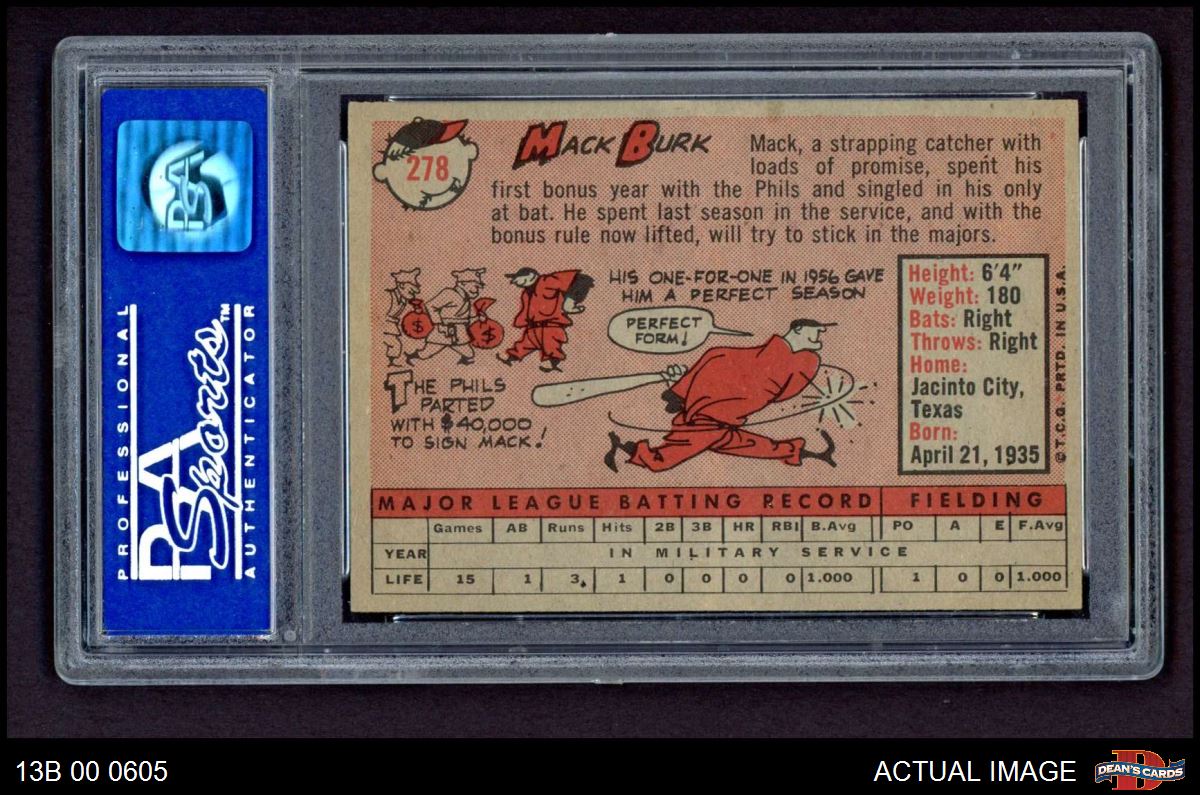 PSA
PROFESSIONAL
PSA Sports™
AUTHENTICATOR
278
MACK BURK
Mack, a strapping catcher with
loads of promise, spent his
first bonus year with the Phils and singled in his only
at bat. He spent last season in the service, and with the
bonus rule now lifted, will try to stick in the majors.
HIS ONE-FOR-ONE IN 1956 GAVE
HIM A PERFECT SEASON
PERFECT
FORM!
$ $
THE PHILS
PARTED
WITH $40,000
TO SIGN MACK!
Height: 6'4"
Weight: 180
Bats: Right
Throws: Right
Home:
Jacinto City,
Texas
Born:
April 21, 1935
©T.C.G. PRTD. IN U.S.A.
MAJOR LEAGUE BATTING RECORD FIELDING
Games AB Runs Hits 2B 3B HR RBI B.Avg PO A E F.Avg
YEAR IN MILITARY SERVICE
LIFE 15 1 3 1 0 0 0 0 1.000 1 0 0 1.000
13B 00 0605
ACTUAL IMAGE
D
DEAN'S CARDS